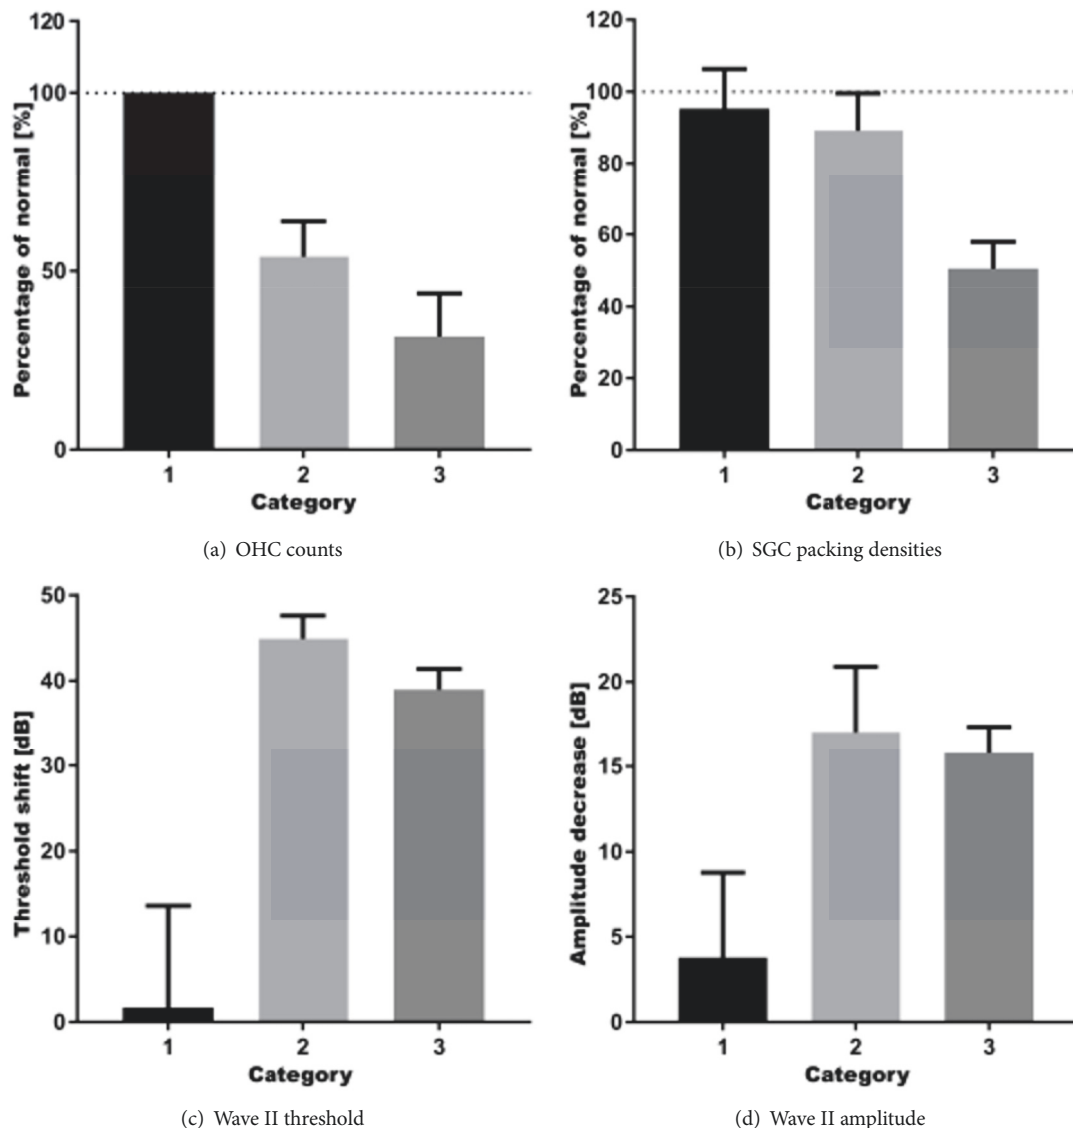 120
100
50
0
Percentage of normal [%]
1 2 3
Category
(a) OHC counts
120
100
80
60
40
20
0
Percentage of normal [%]
1 2 3
Category
(b) SGC packing densities
50
40
30
20
10
0
Threshold shift [dB]
1 2 3
Category
(c) Wave II threshold
25
20
15
10
5
0
Amplitude decrease [dB]
1 2 3
Category
(d) Wave II amplitude